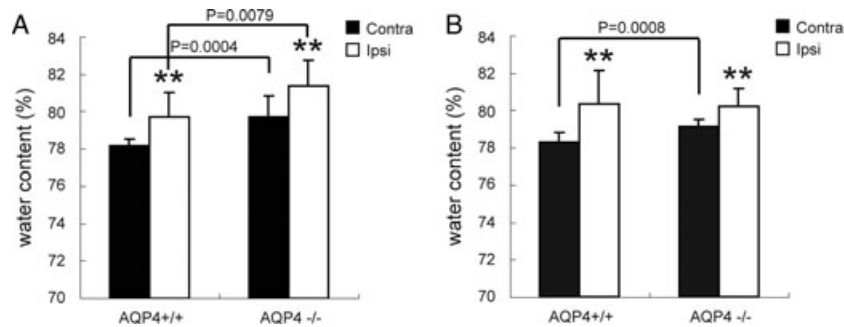 A
P=0.0079
P=0.0004
Contra
Ipsi
**
**
water content (%)
84
82
80
78
76
74
72
70
AQP4+/+
AQP4 -/-
B
P=0.0008
Contra
Ipsi
**
**
water content (%)
84
82
80
78
76
74
72
70
AQP4+/+
AQP4 -/-